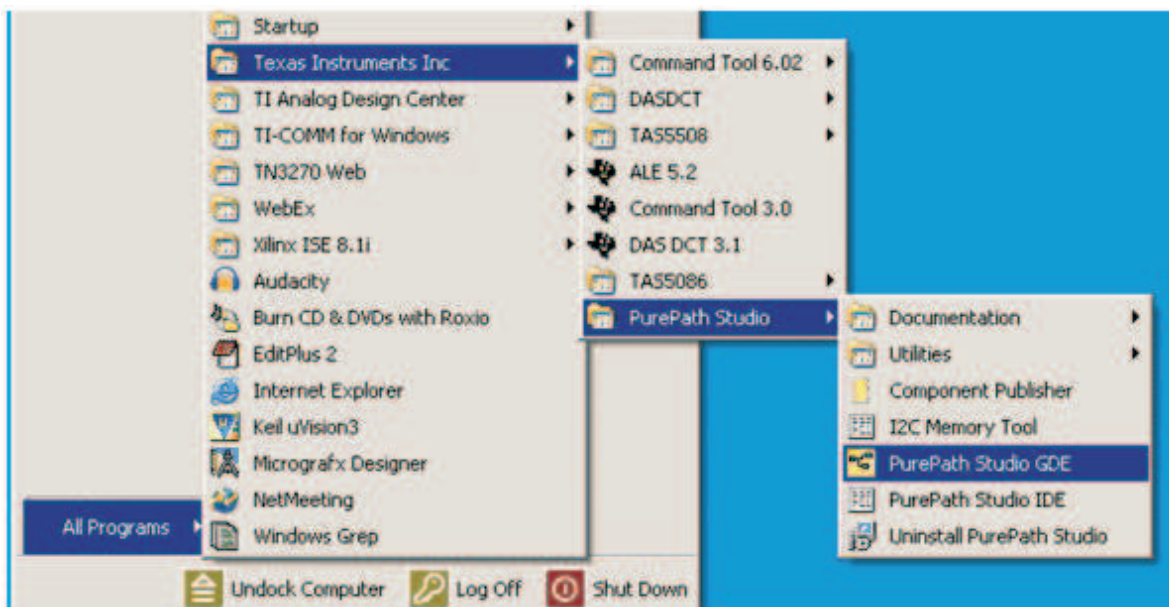 Startup
Texas Instruments Inc
TI Analog Design Center
TI-COMM for Windows
TN3270 Web
WebEx
Xilinx ISE 8.1i
Audacity
Burn CD & DVDs with Roxio
EditPlus 2
Internet Explorer
Keil uVision3
Micrografx Designer
NetMeeting
Windows Grep
All Programs
Undock Computer
Log Off
Shut Down
Command Tool 6.02
DASDCT
TAS5508
ALE 5.2
Command Tool 3.0
DAS DCT 3.1
TAS5086
PurePath Studio
Documentation
Utilities
Component Publisher
I2C Memory Tool
PurePath Studio GDE
PurePath Studio IDE
Uninstall PurePath Studio